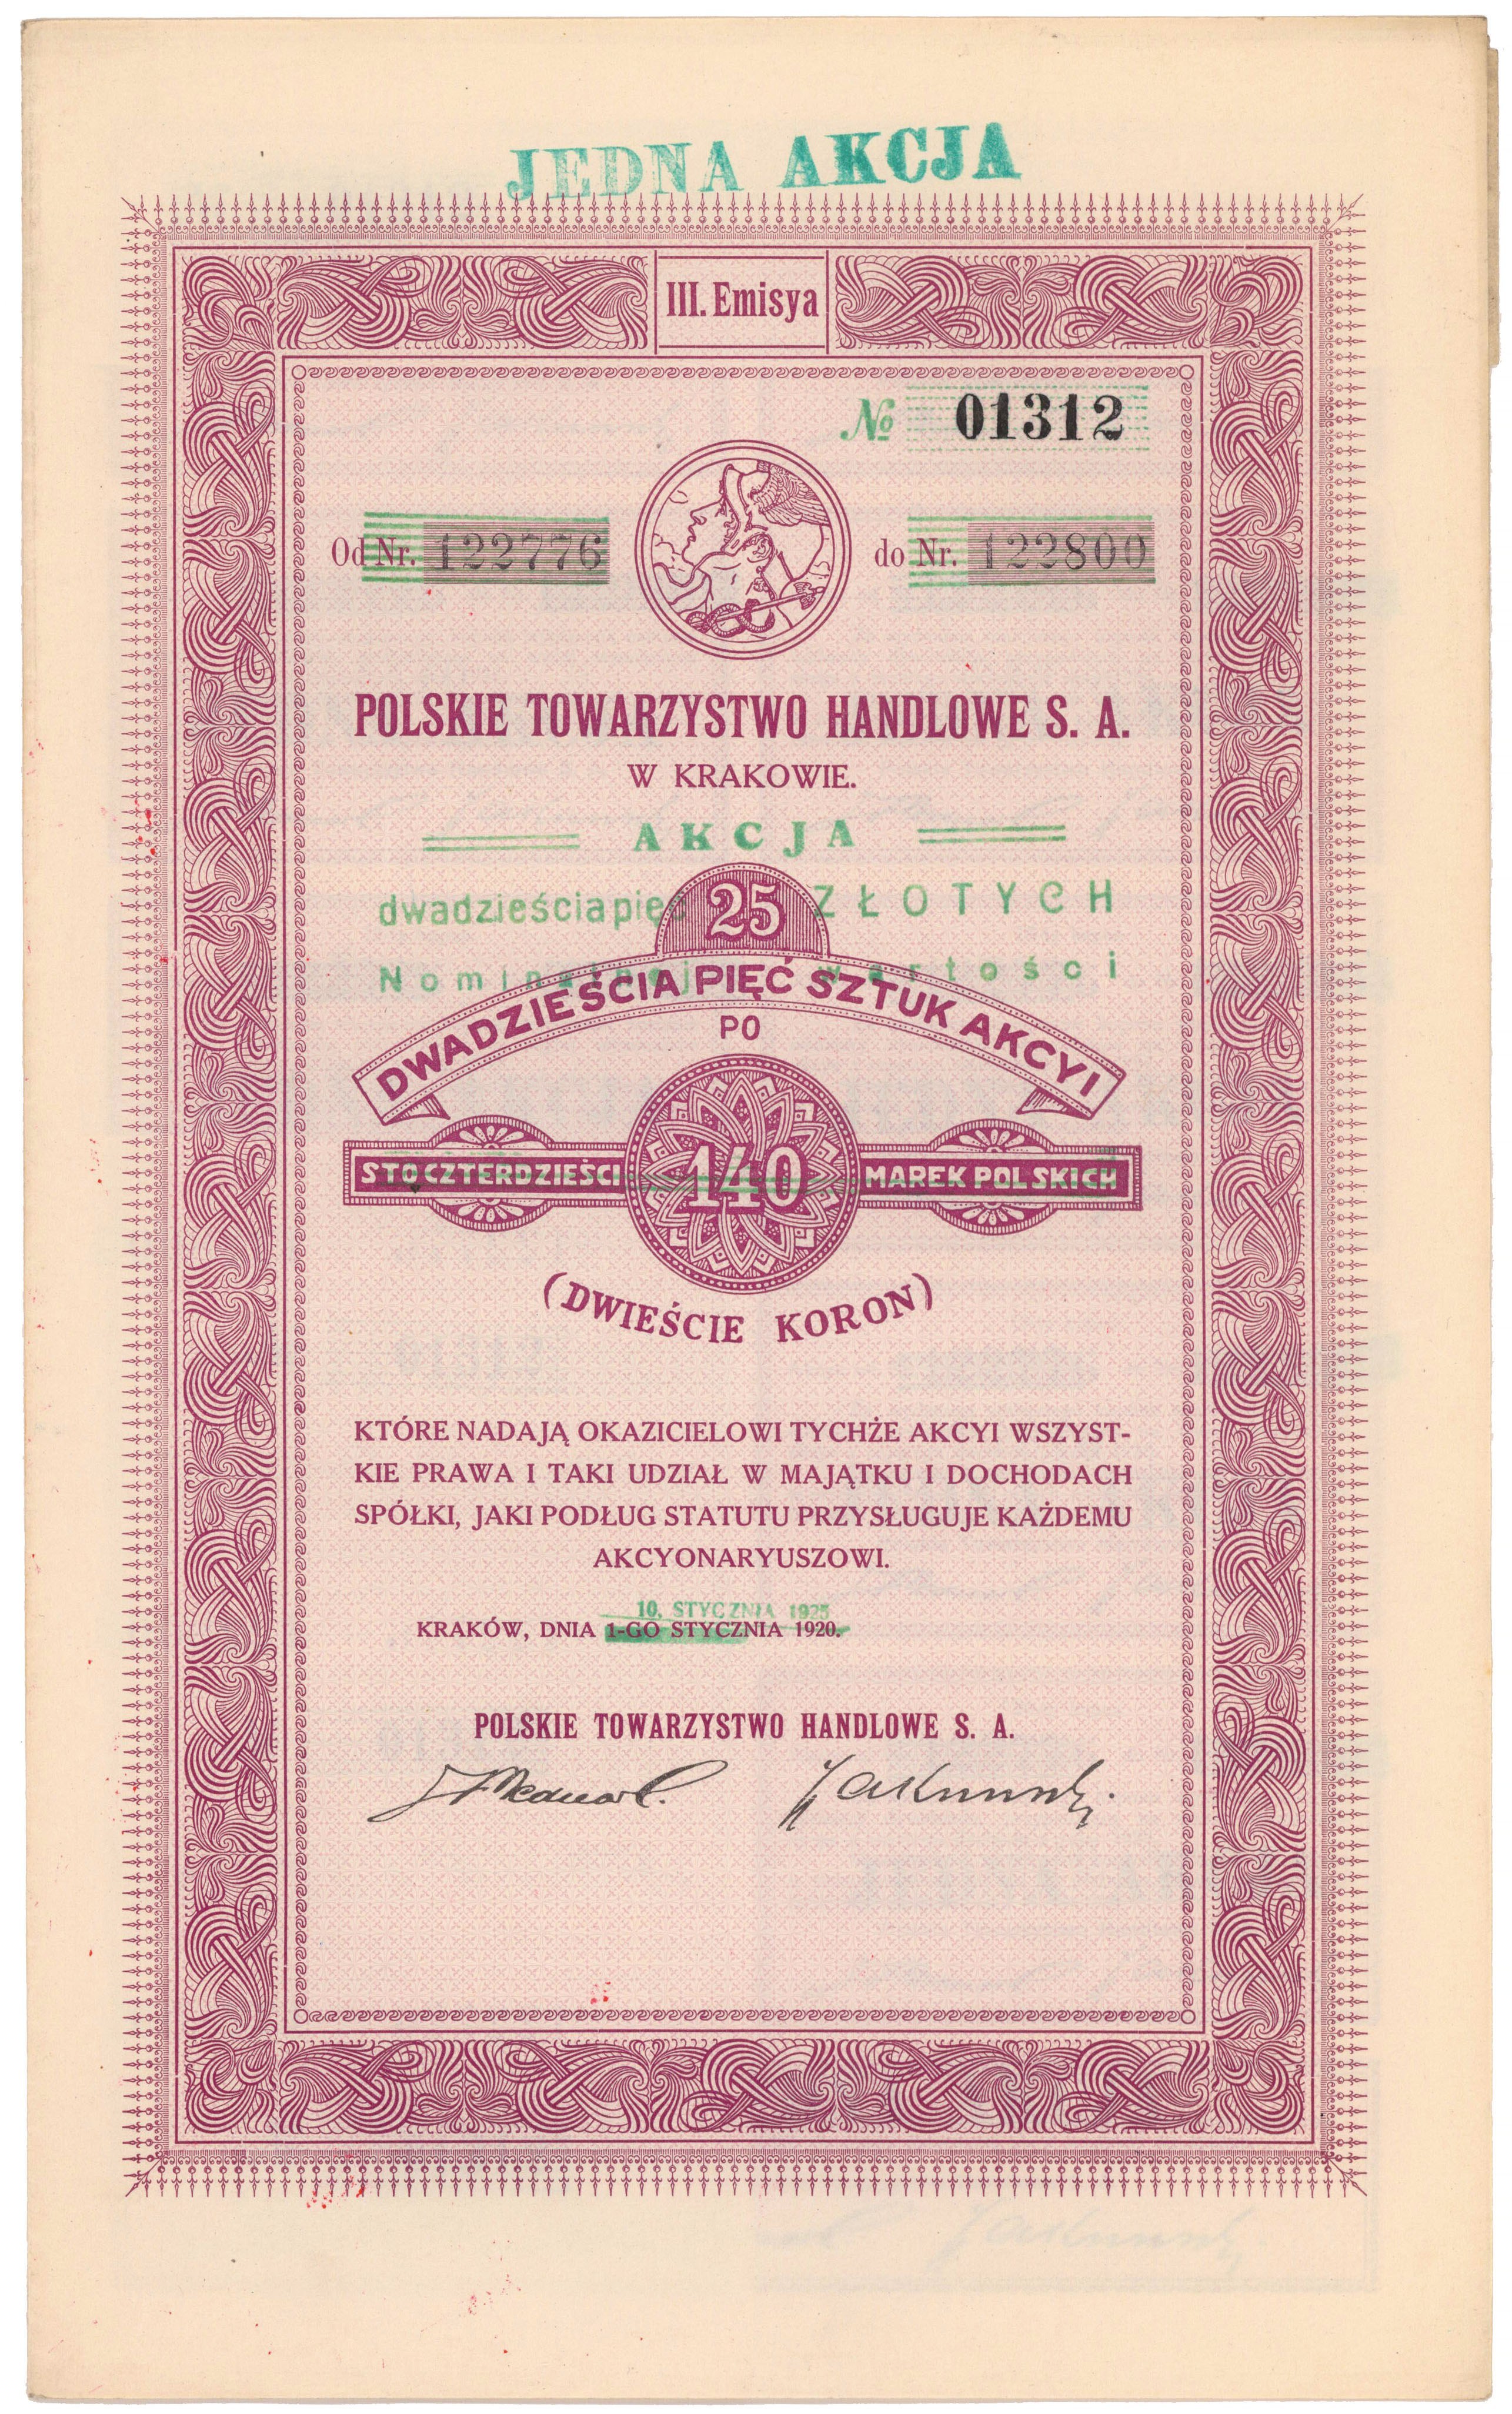 JEDNA AKCJA
III. Emisya
№ 01312
Od Nr. 122776
do Nr. 122800
POLSKIE TOWARZYSTWO HANDLOWE S. A.
W KRAKOWIE.
AKCJA
dwadzieściapięć ZŁOTYCH
25
Nominalnej wartości
DWADZIEŚCIA PIĘĆ SZTUK AKCYI
PO
STO CZTERDZIEŚCI 140 MAREK POLSKICH
(DWIEŚCIE KORON)
KTÓRE NADAJĄ OKAZICIELOWI TYCHŻE AKCYI WSZYST-
KIE PRAWA I TAKI UDZIAŁ W MAJĄTKU I DOCHODACH
SPÓŁKI, JAKI PODŁUG STATUTU PRZYSŁUGUJE KAŻDEMU
AKCYONARYUSZOWI.
10. STYCZNIA 1925
KRAKÓW, DNIA 1-GO STYCZNIA 1920.
POLSKIE TOWARZYSTWO HANDLOWE S. A.